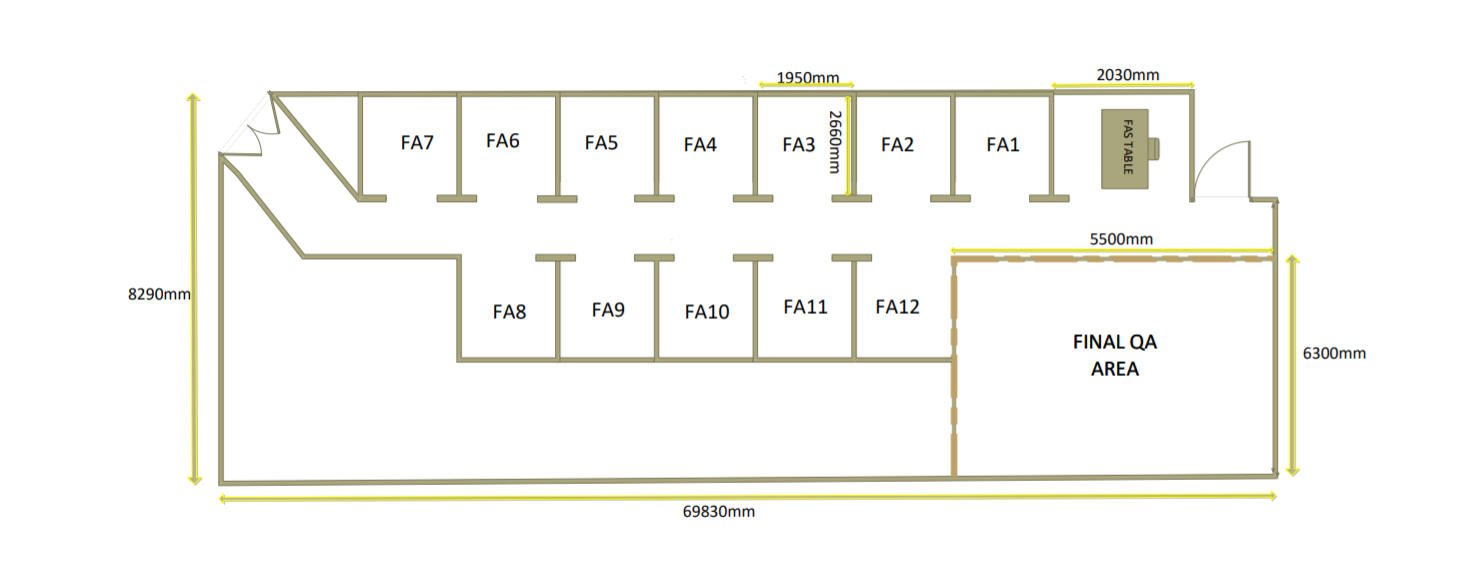 1950mm
2030mm
FA7
FA6
FA5
FA4
FA3
2660mm
FA2
FA1
FAS TABLE
5500mm
8290mm
FA8
FA9
FA10
FA11
FA12
FINAL QA
AREA
6300mm
69830mm